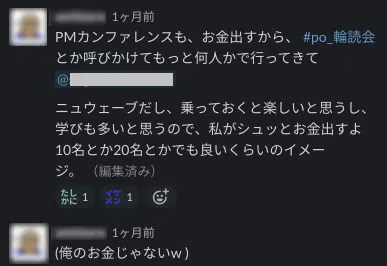 1ヶ月前
PMカンファレンスも、お金出すから、 #po_輪読会
とか呼びかけてもっと何人かで行ってきて
@
ニュウェーブだし、乗っておくと楽しいと思うし、
学びも多いと思うので、私がシュッとお金出すよ
10名とか20名とかでも良いくらいのイメー
ジ。 (編集済み)
たしかに 1 イケメン 1
1ヶ月前
(俺のお金じゃないw )